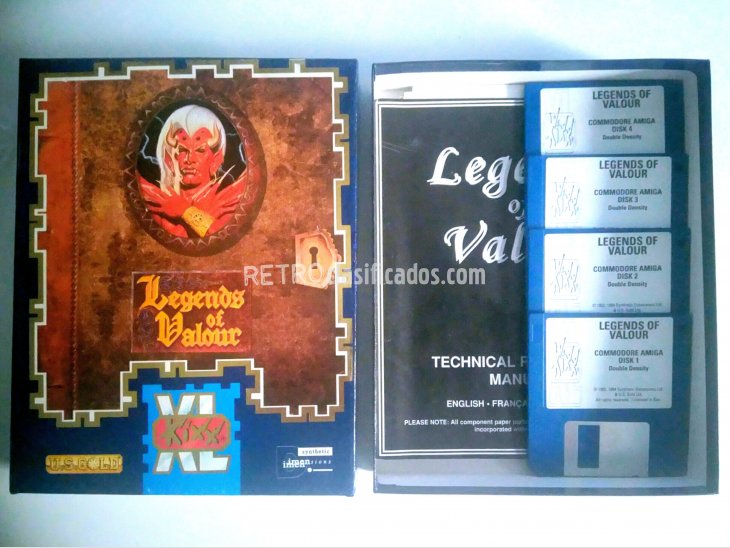 Legends
of
Valour
XL
Kixx
U.S. GOLD
synthetic
Dimensions
RETROclasificados.com
Lege
of
Val
TECHNICAL
MANU
ENGLISH • FRANÇA
PLEASE NOTE: All component paper
incorporated
LEGENDS OF
VALOUR
COMMODORE AMIGA
DISK 4
Double Density
LEGENDS OF
VALOUR
COMMODORE AMIGA
DISK 3
Double Density
LEGENDS OF
VALOUR
COMMODORE AMIGA
DISK 2
Double Density
LEGENDS OF
VALOUR
COMMODORE AMIGA
DISK 1
Double Density